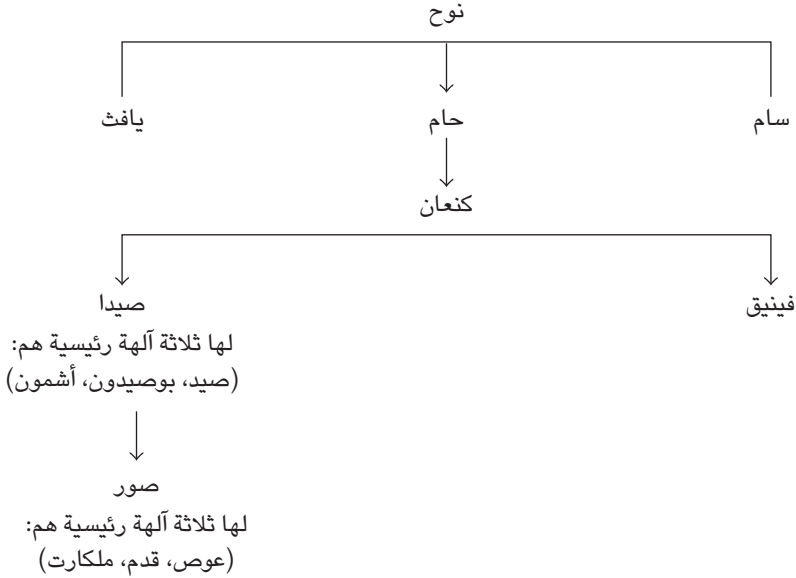 نوح
سام
حام
يافث
كنعان
فينيق
صيدا
لها ثلاثة آلهة رئيسية هم:
(صيد، بوصيدون، أشمون)
صور
لها ثلاثة آلهة رئيسية هم:
(عوص، قدم، ملكارت)